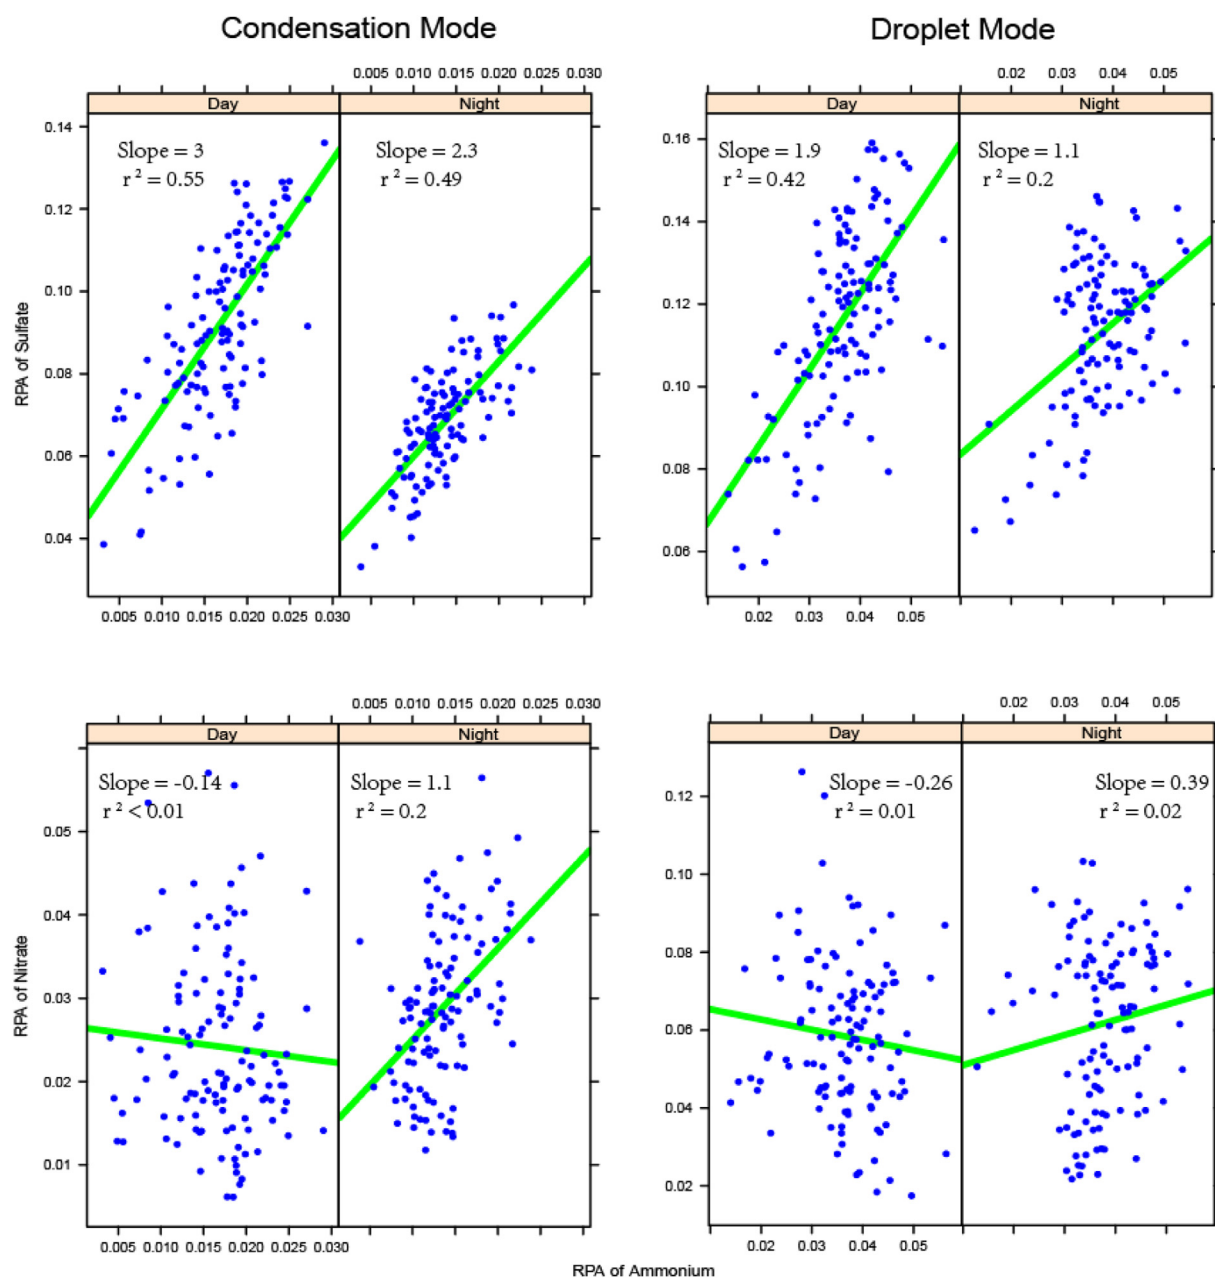 Condensation Mode
Droplet Mode
0.005 0.010 0.015 0.020 0.025 0.030
0.02 0.03 0.04 0.05
Day
Night
Day
Night
Slope = 3
r ² = 0.55
Slope = 2.3
r ² = 0.49
Slope = 1.9
r ² = 0.42
Slope = 1.1
r ² = 0.2
RPA of Sulfate
0.14
0.12
0.10
0.08
0.06
0.04
0.16
0.14
0.12
0.10
0.08
0.06
0.005 0.010 0.015 0.020 0.025 0.030
0.02 0.03 0.04 0.05
0.005 0.010 0.015 0.020 0.025 0.030
0.02 0.03 0.04 0.05
Day
Night
Day
Night
Slope = -0.14
r ² < 0.01
Slope = 1.1
r ² = 0.2
Slope = -0.26
r ² = 0.01
Slope = 0.39
r ² = 0.02
RPA of Nitrate
0.05
0.04
0.03
0.02
0.01
0.12
0.10
0.08
0.06
0.04
0.02
0.005 0.010 0.015 0.020 0.025 0.030
0.02 0.03 0.04 0.05
RPA of Ammonium